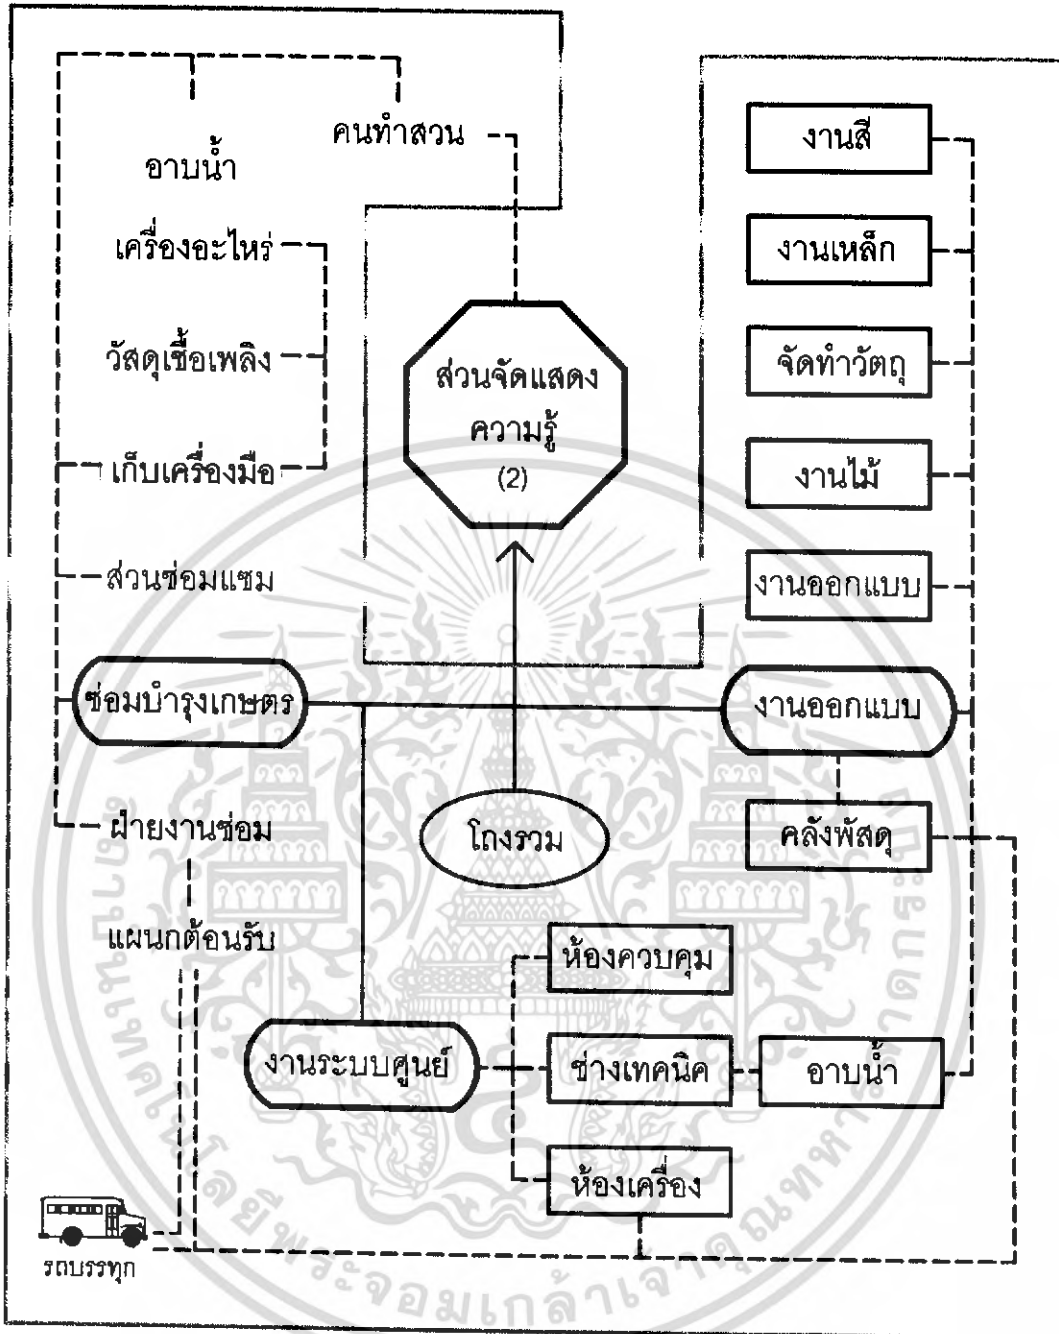 คนทำสวน
อาบน้ำ
งานสี
เครื่องอะไหร่
งานเหล็ก
วัสดุเชื้อเพลิง
ส่วนจัดแสดง
ความรู้
(2)
จัดทำวัตถุ
เก็บเครื่องมือ
งานไม้
ส่วนซ่อมแซม
งานออกแบบ
ซ่อมบำรุงเกษตร
งานออกแบบ
ฝ่ายงานซ่อม
โถงรวม
คลังพัสดุ
แผนกต้อนรับ
ห้องควบคุม
งานระบบศูนย์
ช่างเทคนิค
อาบน้ำ
ห้องเครื่อง
รถบรรทุก